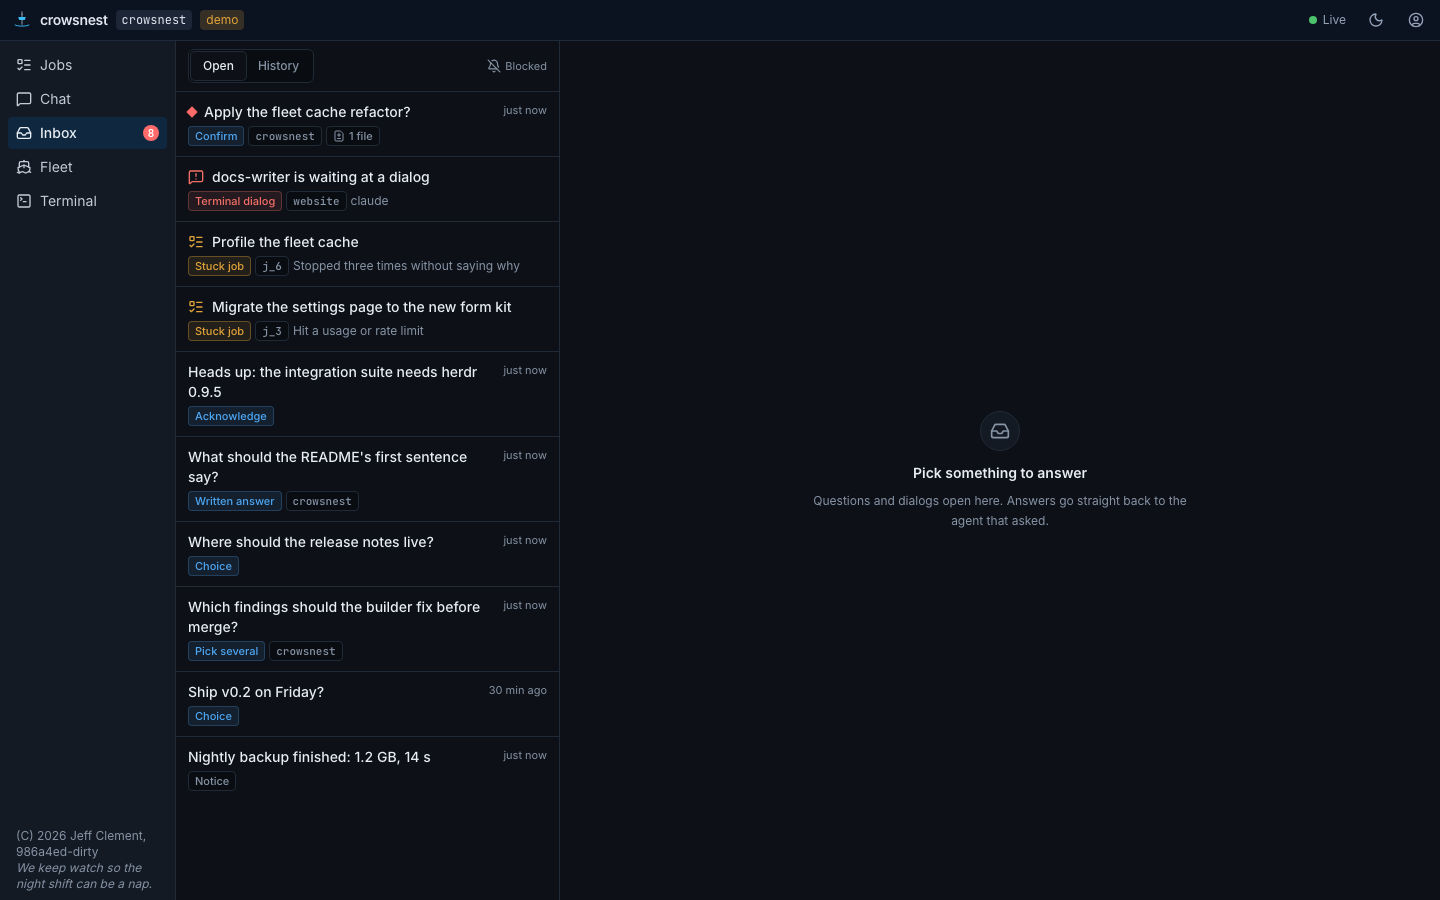 crowsnest crowsnest demo
Live
Jobs
Chat
Inbox 8
Fleet
Terminal
Open History Blocked
Apply the fleet cache refactor? just now
Confirm crowsnest 1 file
docs-writer is waiting at a dialog
Terminal dialog website claude
Profile the fleet cache
Stuck job j_6 Stopped three times without saying why
Migrate the settings page to the new form kit
Stuck job j_3 Hit a usage or rate limit
Heads up: the integration suite needs herdr just now
0.9.5
Acknowledge
What should the README's first sentence just now
say?
Written answer crowsnest
Where should the release notes live? just now
Choice
Which findings should the builder fix before just now
merge?
Pick several crowsnest
Ship v0.2 on Friday? 30 min ago
Choice
Nightly backup finished: 1.2 GB, 14 s just now
Notice
Pick something to answer
Questions and dialogs open here. Answers go straight back to the
agent that asked.
(C) 2026 Jeff Clement,
986a4ed-dirty
We keep watch so the
night shift can be a nap.